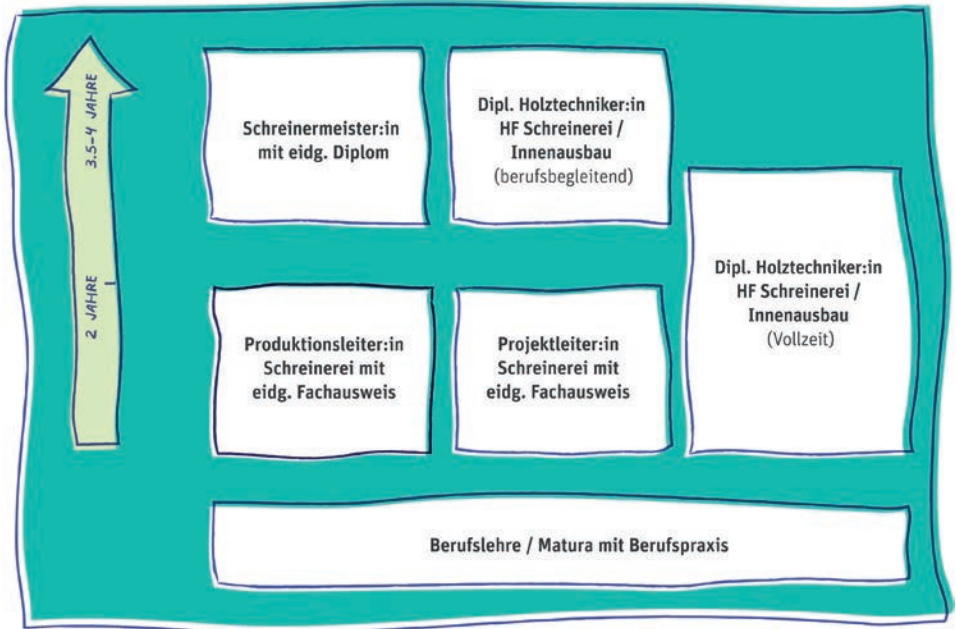 3.5-4 JAHRE
2 JAHRE
Schreinermeister:in
mit eidg. Diplom
Dipl. Holztechniker:in
HF Schreinerei /
Innenausbau
(berufsbegleitend)
Dipl. Holztechniker:in
HF Schreinerei /
Innenausbau
(Vollzeit)
Produktionsleiter:in
Schreinerei mit
eidg. Fachausweis
Projektleiter:in
Schreinerei mit
eidg. Fachausweis
Berufslehre / Matura mit Berufspraxis